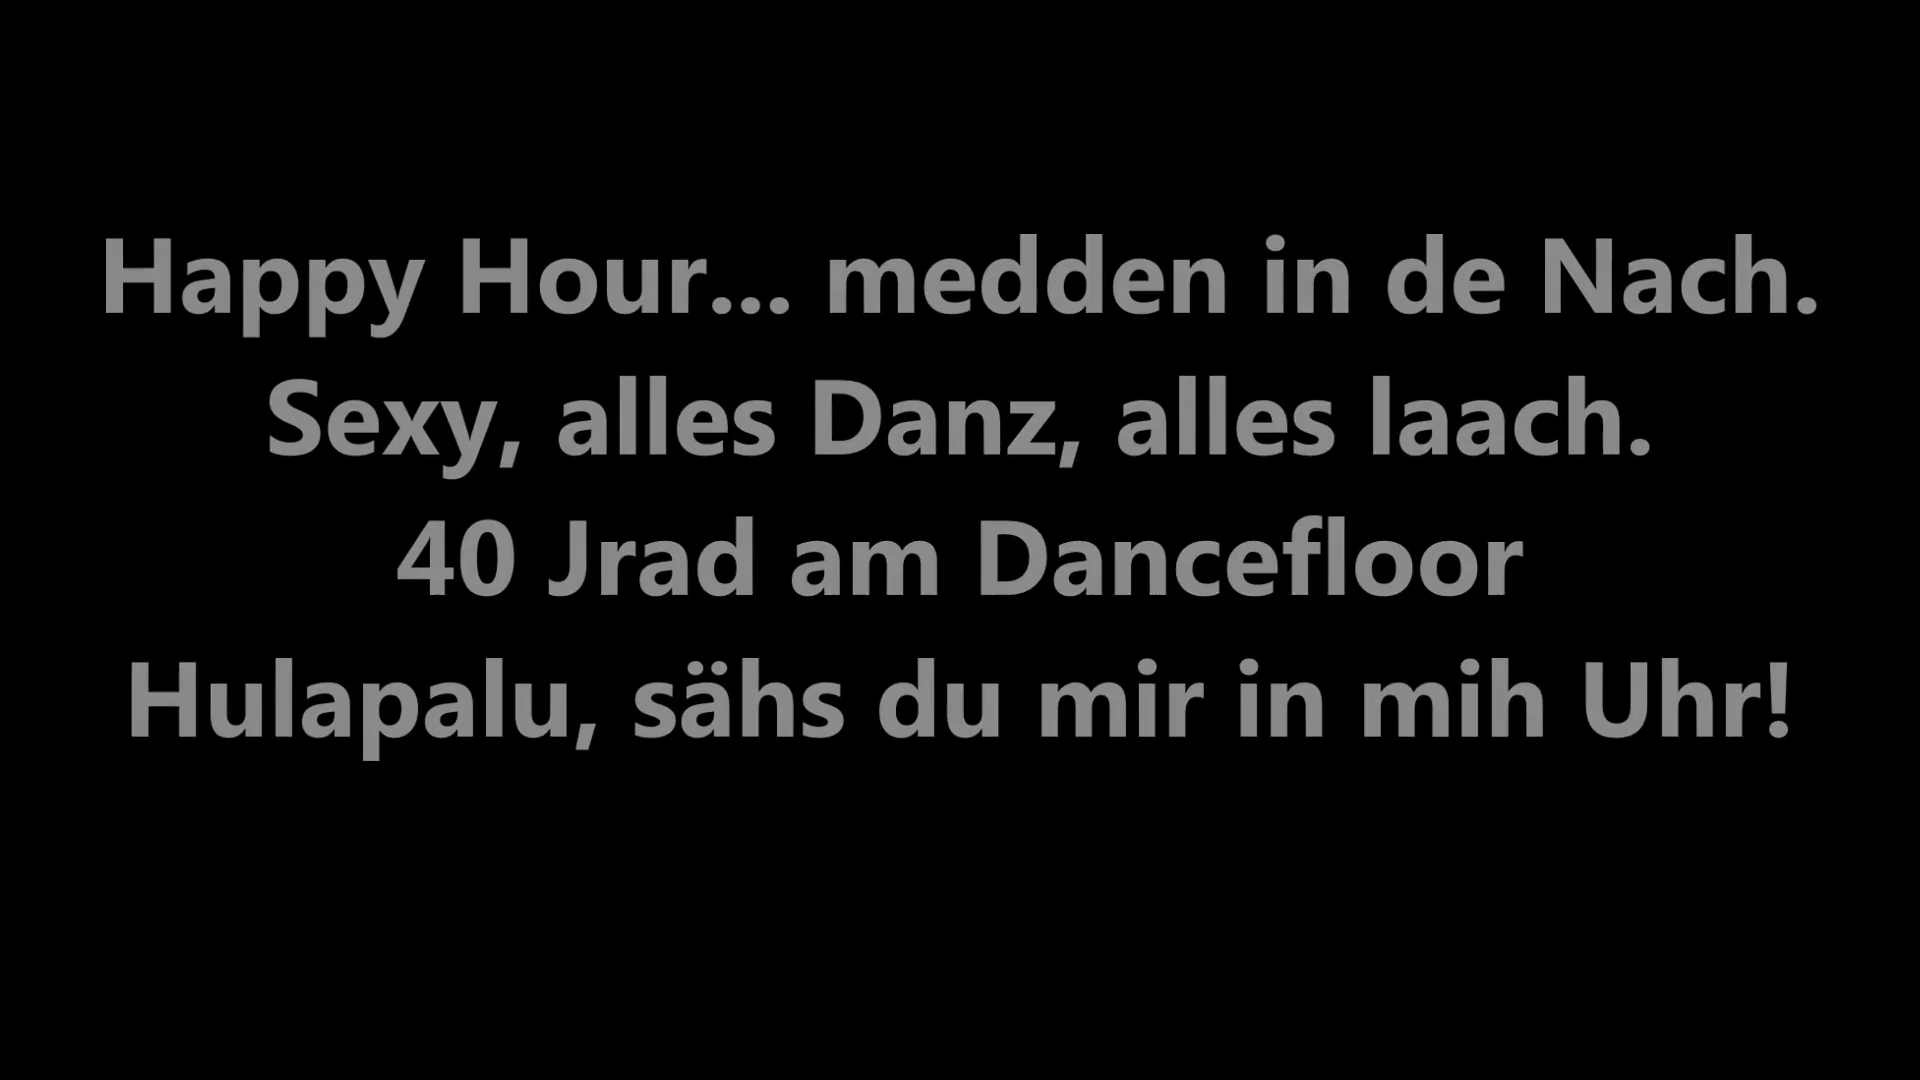 Happy Hour... medden in de Nach.
Sexy, alles Danz, alles laach.
40 Jrad am Dancefloor
Hulapalu, sähs du mir in mih Uhr!